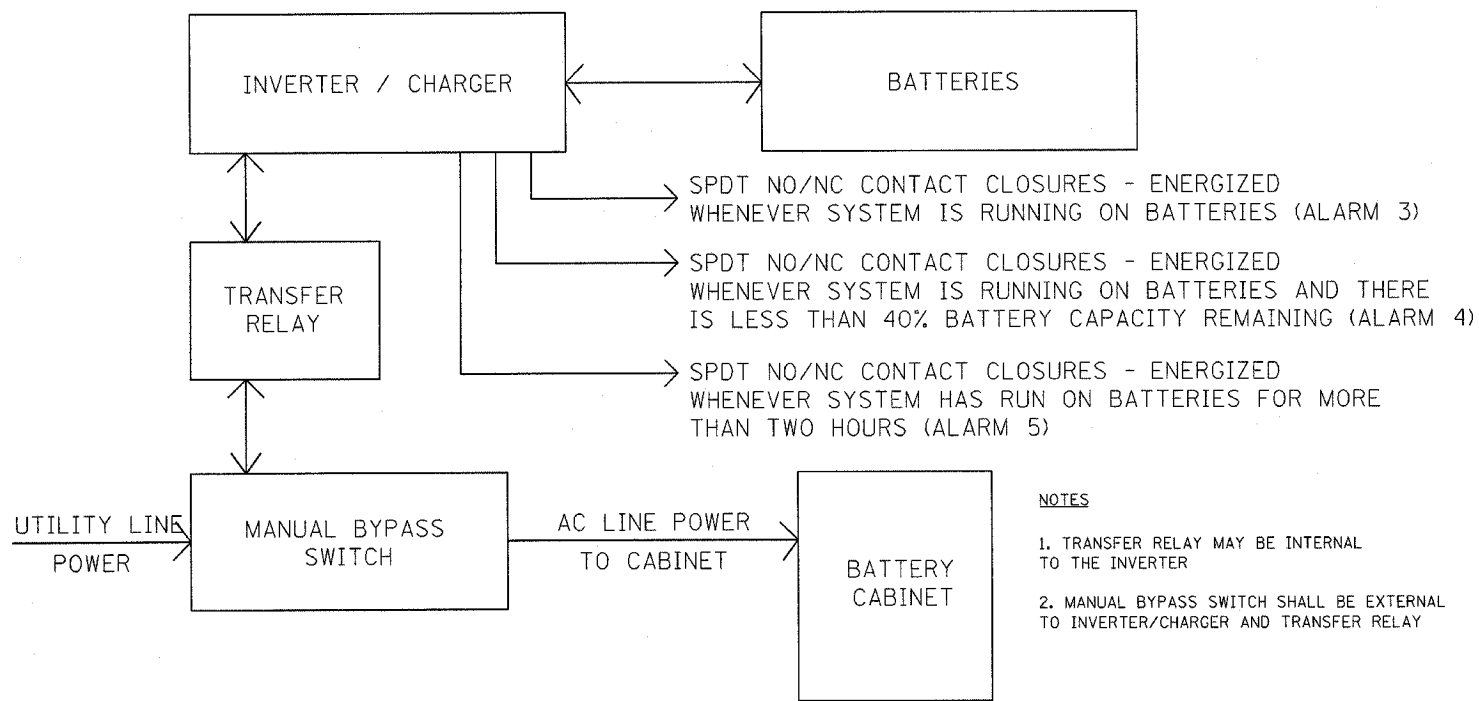 INVERTER / CHARGER
BATTERIES
SPDT NO/NC CONTACT CLOSURES - ENERGIZED
WHENEVER SYSTEM IS RUNNING ON BATTERIES (ALARM 3)
SPDT NO/NC CONTACT CLOSURES - ENERGIZED
WHENEVER SYSTEM IS RUNNING ON BATTERIES AND THERE
IS LESS THAN 40% BATTERY CAPACITY REMAINING (ALARM 4)
TRANSFER
RELAY
SPDT NO/NC CONTACT CLOSURES - ENERGIZED
WHENEVER SYSTEM HAS RUN ON BATTERIES FOR MORE
THAN TWO HOURS (ALARM 5)
UTILITY LINE
POWER
MANUAL BYPASS
SWITCH
AC LINE POWER
TO CABINET
BATTERY
CABINET
NOTES
1. TRANSFER RELAY MAY BE INTERNAL
TO THE INVERTER
2. MANUAL BYPASS SWITCH SHALL BE EXTERNAL
TO INVERTER/CHARGER AND TRANSFER RELAY